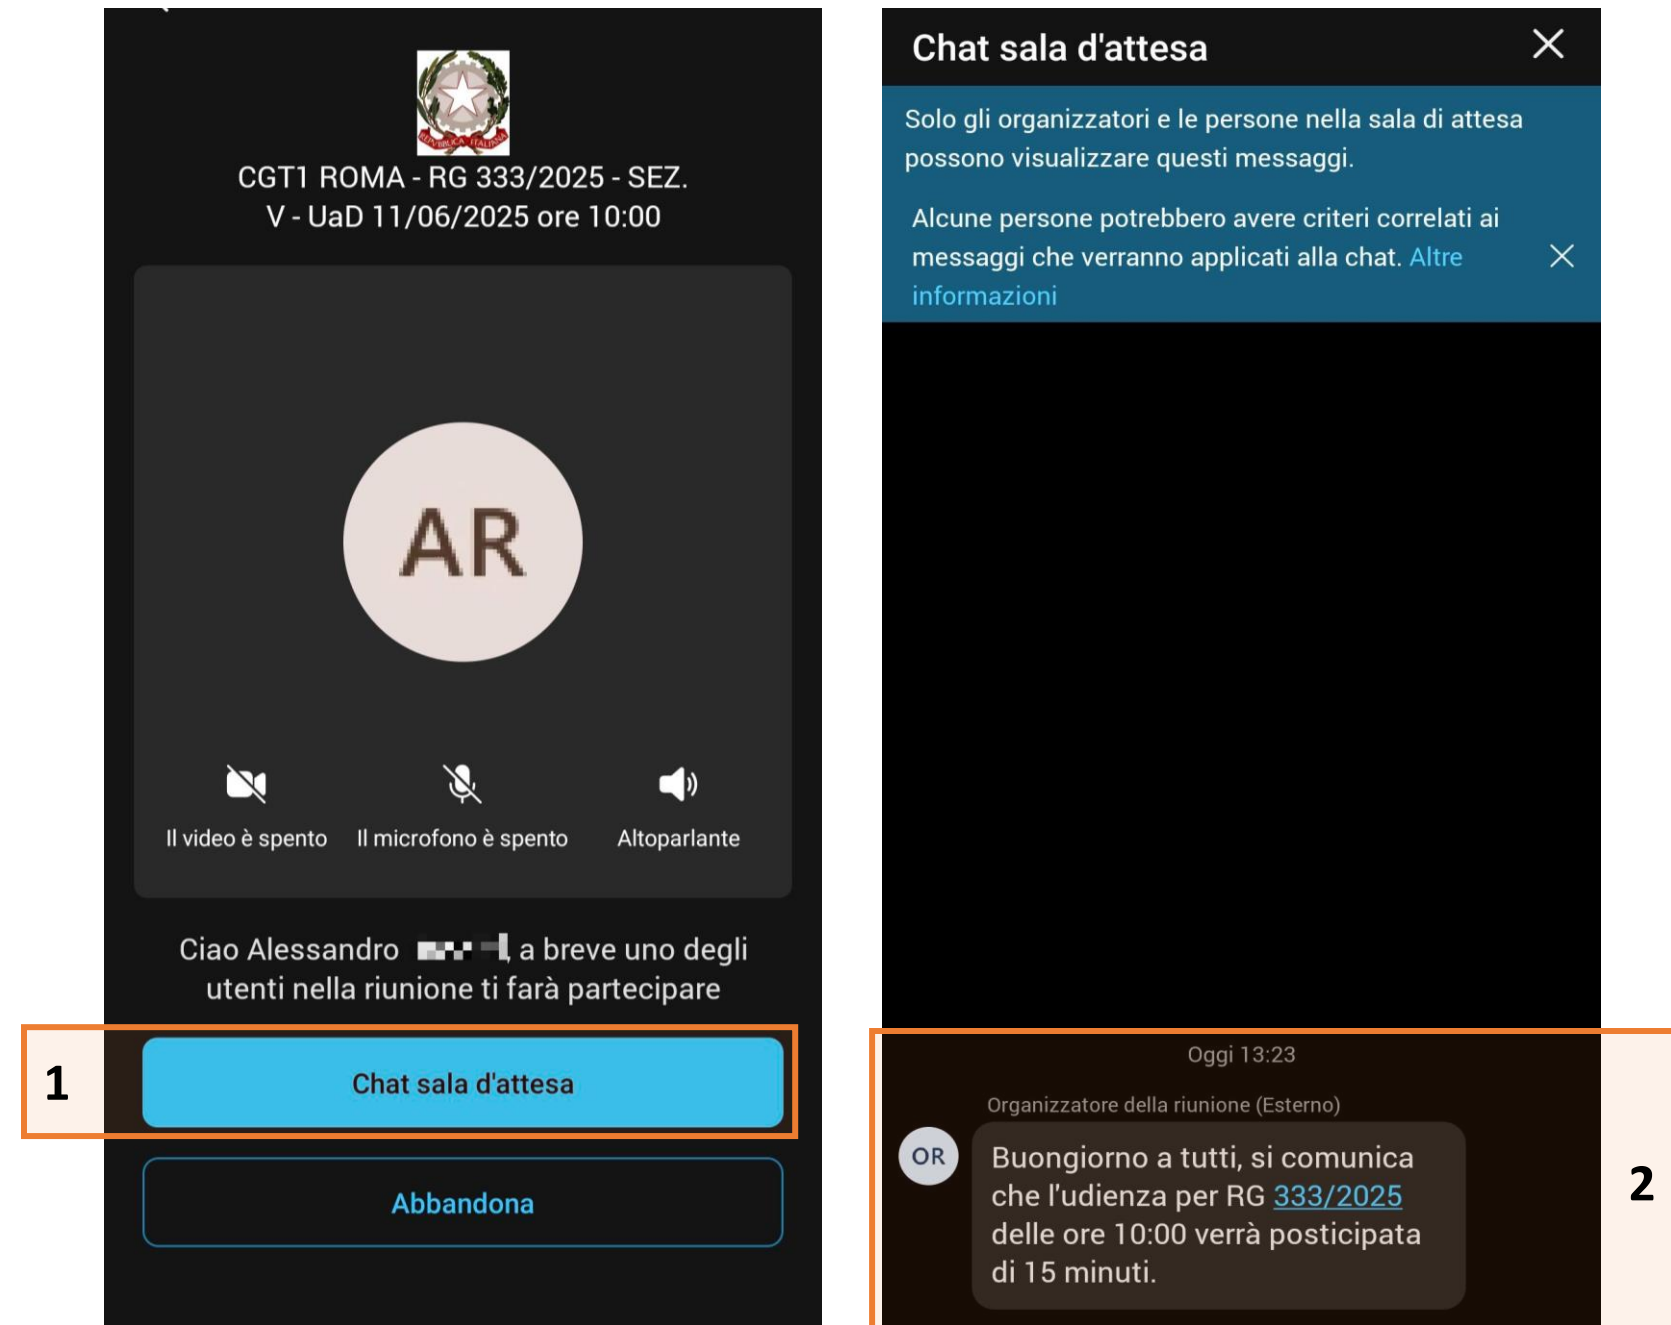 CGT1 ROMA - RG 333/2025 - SEZ.
V - UaD 11/06/2025 ore 10:00
AR
Il video è spento
Il microfono è spento
Altoparlante
Ciao Alessandro , a breve uno degli
utenti nella riunione ti farà partecipare
1
Chat sala d'attesa
Abbandona
Chat sala d'attesa
Solo gli organizzatori e le persone nella sala di attesa
possono visualizzare questi messaggi.
Alcune persone potrebbero avere criteri correlati ai
messaggi che verranno applicati alla chat. Altre
informazioni
Oggi 13:23
Organizzatore della riunione (Esterno)
OR
Buongiorno a tutti, si comunica
che l'udienza per RG 333/2025
delle ore 10:00 verrà posticipata
di 15 minuti.
2